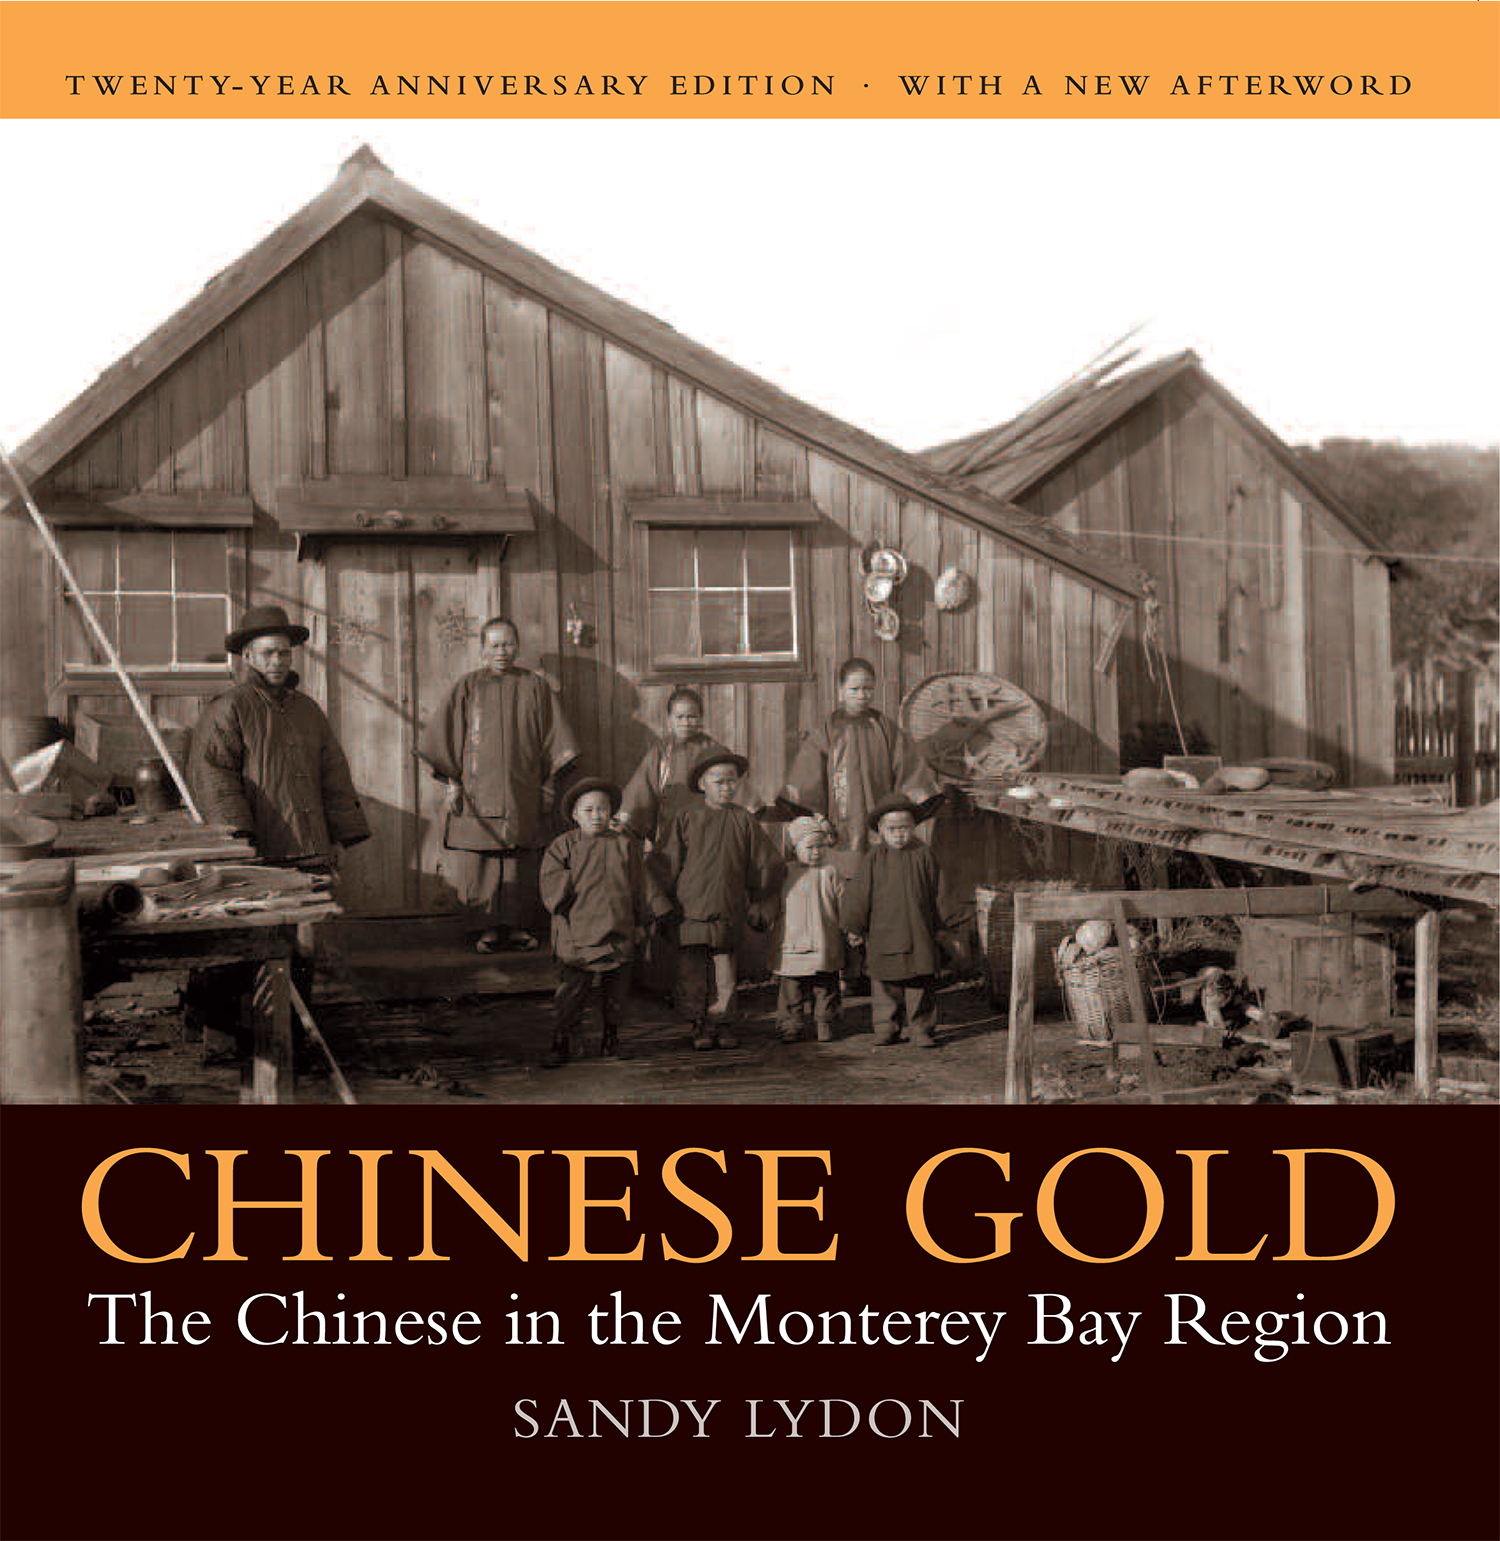 TWENTY-YEAR ANNIVERSARY EDITION · WITH A NEW AFTERWORD
CHINESE GOLD
The Chinese in the Monterey Bay Region
SANDY LYDON